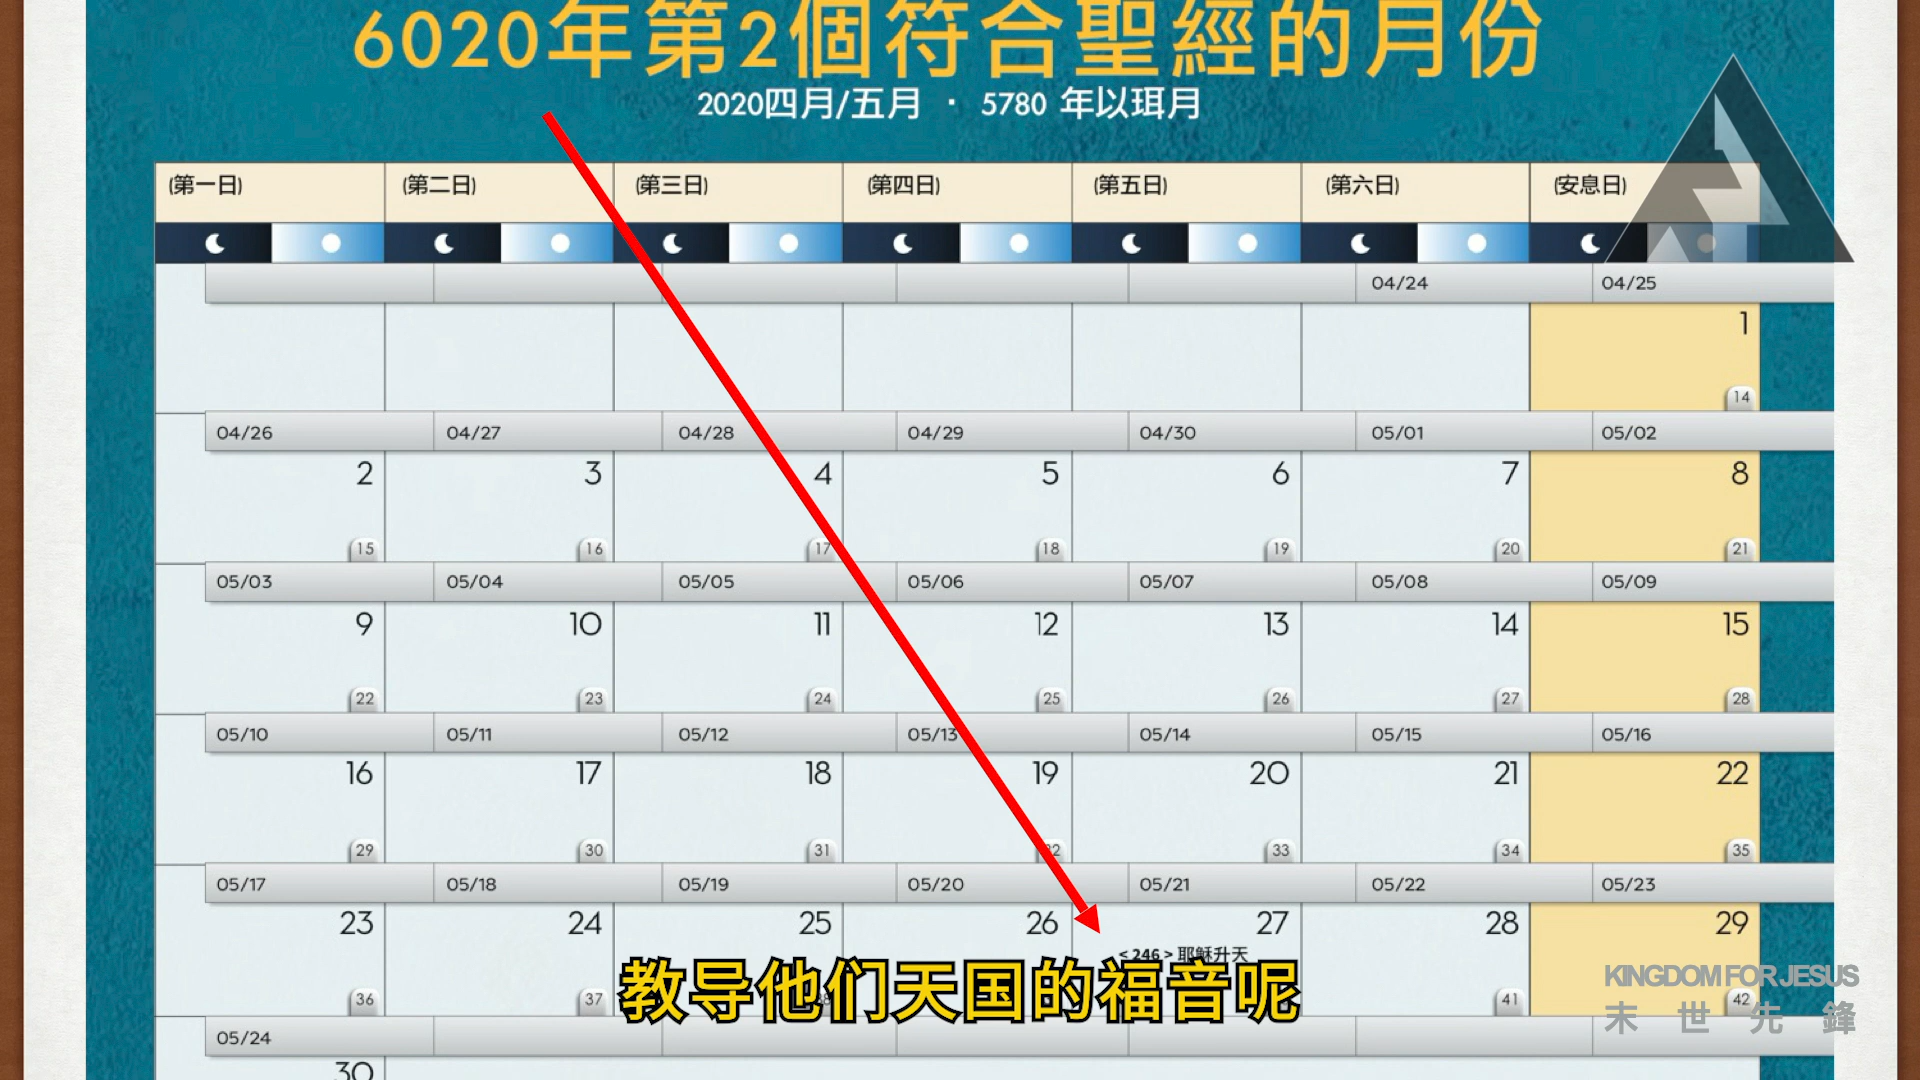 6020年第2個符合聖經的月份
2020四月/五月 · 5780 年以珥月
(第一日) (第二日) (第三日) (第四日) (第五日) (第六日) (安息日)
04/24 04/25
1
14
04/26 04/27 04/28 04/29 04/30 05/01 05/02
2 3 4 5 6 7 8
15 16 17 18 19 20 21
05/03 05/04 05/05 05/06 05/07 05/08 05/09
9 10 11 12 13 14 15
22 23 24 25 26 27 28
05/10 05/11 05/12 05/13 05/14 05/15 05/16
16 17 18 19 20 21 22
29 30 31 32 33 34 35
05/17 05/18 05/19 05/20 05/21 05/22 05/23
23 24 25 26 27 28 29
<246> 耶穌升天
36 37 41 42
教导他们天国的福音呢
KINGDOM FOR JESUS
末世先鋒
05/24
30